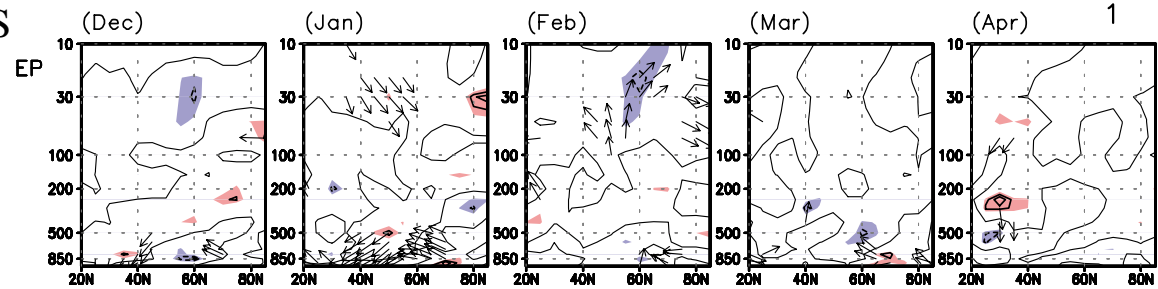 S (Dec) (Jan) (Feb) (Mar) (Apr) 1
EP
10 10 10 10 10
30 30 30 30 30
100 100 100 100 100
200 200 200 200 200
500 500 500 500 500
850 850 850 850 850
20N 40N 60N 80N 20N 40N 60N 80N 20N 40N 60N 80N 20N 40N 60N 80N 20N 40N 60N 80N